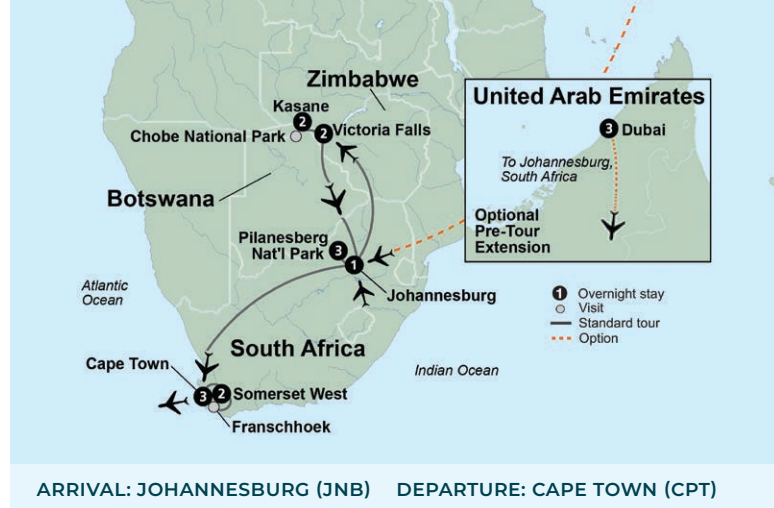 Zimbabwe
Kasane
2
Chobe National Park
2
Victoria Falls
Botswana
Pilanesberg
Nat'l Park
3
1
Johannesburg
Atlantic
Ocean
South Africa
Cape Town
3
2
Somerset West
Franschhoek
Indian Ocean
United Arab Emirates
3
Dubai
To Johannesburg,
South Africa
Optional
Pre-Tour
Extension
1 Overnight stay
Visit
Standard tour
Option
ARRIVAL: JOHANNESBURG (JNB) DEPARTURE: CAPE TOWN (CPT)